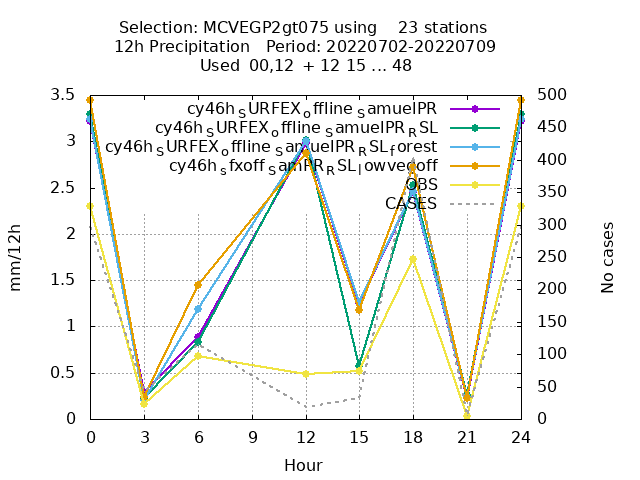 Selection: MCVEGP2gt075 using    23 stations
12h Precipitation   Period: 20220702-20220709
Used  00,12  + 12 15 ... 48
cy46h_SURFEX_offline_SamuelPR
cy46h_SURFEX_offline_SamuelPR_RSL
cy46h_SURFEX_offline_SamuelPR_RSL_forest
cy46h_sfxoff_SamPR_RSL_lowvegoff
OBS
CASES
3.5
3
2.5
2
1.5
1
0.5
0
mm/12h
500
450
400
350
300
250
200
150
100
50
0
No cases
0 3 6 9 12 15 18 21 24
Hour